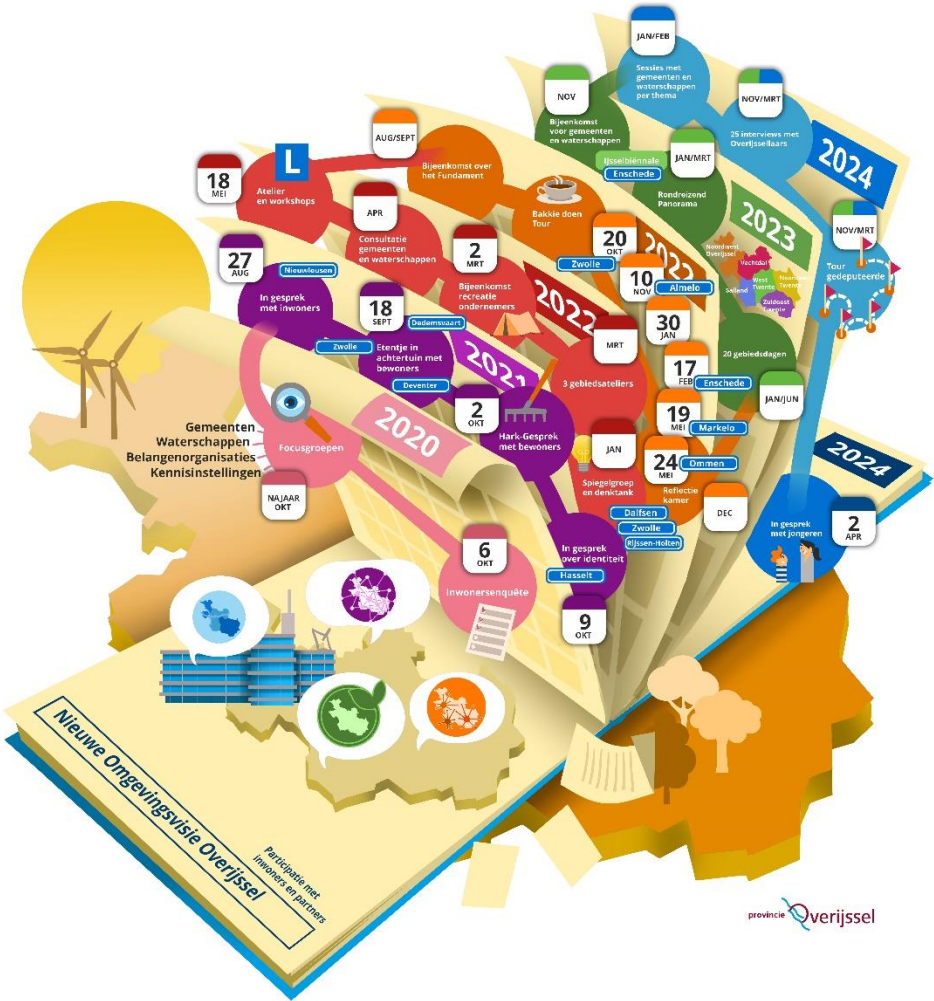 JAN/FEB
Sessies met
gemeenten en
waterschappen
per thema
NOV/MRT
25 interviews met
Overijssellaars
2024
NOV
Bijeenkomst
voor gemeenten
en waterschappen
Ijsselbiënnale
Enschede
JAN/MRT
Rondreizend
Panorama
2023
NOV/MRT
Tour
gedeputeerde
AUG/SEPT
Bijeenkomst over
het Fundament
Bakkie doen
Tour
20
OKT
Zwolle
2022
10
NOV
Almelo
30
JAN
17
FEB
Enschede
19
MEI
Markelo
24
MEI
Ommen
Reflectie
kamer
DEC
Noordwest
Overijssel
Vechtdal
West
Twente
Salland
Zuidoost
20 gebiedsdagen
JAN/JUN
18
MEI
L
Atelier
en workshops
APR
Consultatie
gemeenten
en waterschappen
2
MRT
Bijeenkomst
recreatie
ondernemers
2022
MRT
3 gebiedsateliers
JAN
Spiegelgroep
en denktank
Dalfsen
Zwolle
Rijssen-Holten
27
AUG
Nieuwleusen
In gesprek
met inwoners
18
SEPT
Dedemsvaart
Zwolle
Etentje in
achtertuin met
bewoners
Deventer
2021
2
OKT
Hark-Gesprek
met bewoners
In gesprek
over identiteit
Hasselt
9
OKT
2020
Gemeenten
Waterschappen
Belangenorganisaties
Kennisinstellingen
Focusgroepen
NAJAAR
OKT
6
OKT
Inwonersenquête
2024
In gesprek
met jongeren
2
APR
Nieuwe Omgevingsvisie Overijssel
Participatie met
inwoners en partners
provincie Overijssel